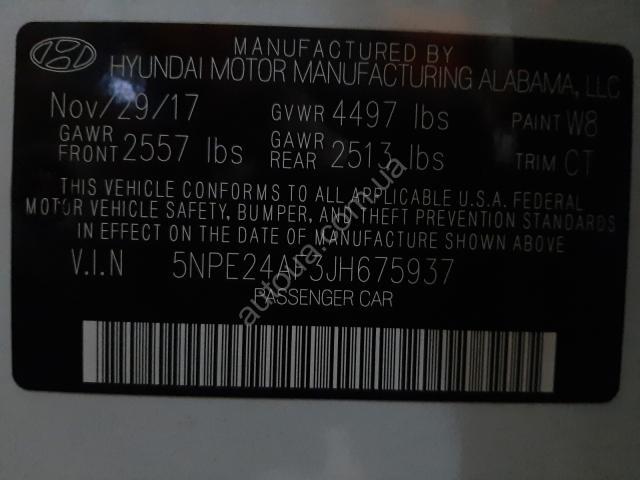 MANUFACTURED BY
HYUNDAI MOTOR MANUFACTURING ALABAMA, LLC
Nov/29/17 GVWR 4497 lbs PAINT W8
GAWR FRONT 2557 lbs GAWR REAR 2513 lbs TRIM CT
THIS VEHICLE CONFORMS TO ALL APPLICABLE U.S.A. FEDERAL
MOTOR VEHICLE SAFETY, BUMPER, AND THEFT PREVENTION STANDARDS
IN EFFECT ON THE DATE OF MANUFACTURE SHOWN ABOVE
V.I.N 5NPE24AF3JH675937
PASSENGER CAR
autoua.com.ua